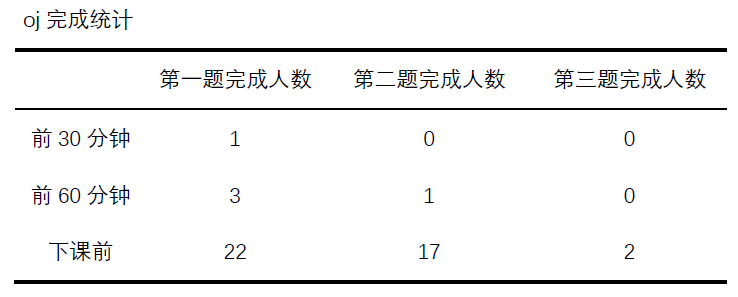 oj 完成统计
第一题完成人数 第二题完成人数 第三题完成人数
前 30 分钟 1 0 0
前 60 分钟 3 1 0
下课前 22 17 2